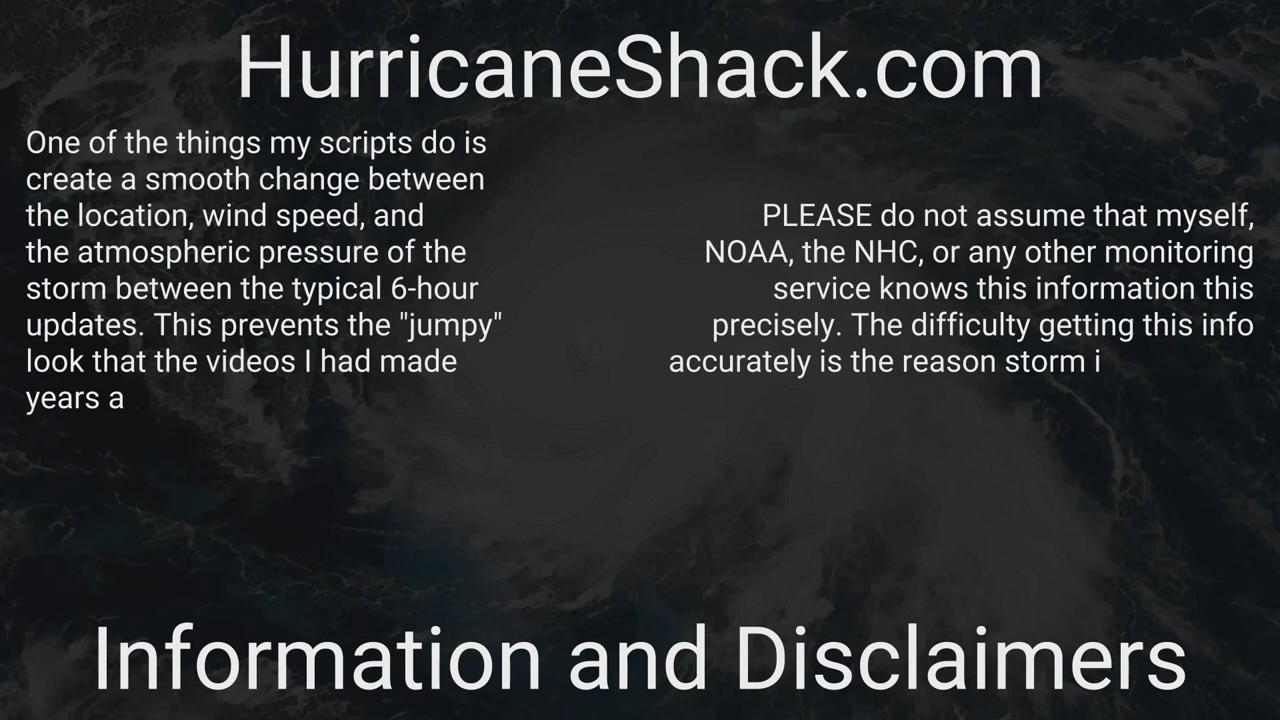 HurricaneShack.com
One of the things my scripts do is
create a smooth change between
the location, wind speed, and
the atmospheric pressure of the
storm between the typical 6-hour
updates. This prevents the "jumpy"
look that the videos I had made
years a
PLEASE do not assume that myself,
NOAA, the NHC, or any other monitoring
service knows this information this
precisely. The difficulty getting this info
accurately is the reason storm i
Information and Disclaimers